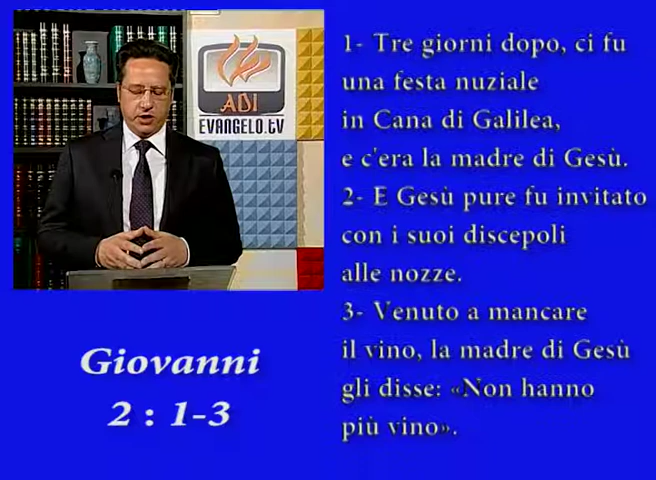 ADI
EVANGELO.TV
Giovanni
2 : 1-3
1- Tre giorni dopo, ci fu
una festa nuziale
in Cana di Galilea,
e c'era la madre di Gesù.
2- E Gesù pure fu invitato
con i suoi discepoli
alle nozze.
3- Venuto a mancare
il vino, la madre di Gesù
gli disse: «Non hanno
più vino».